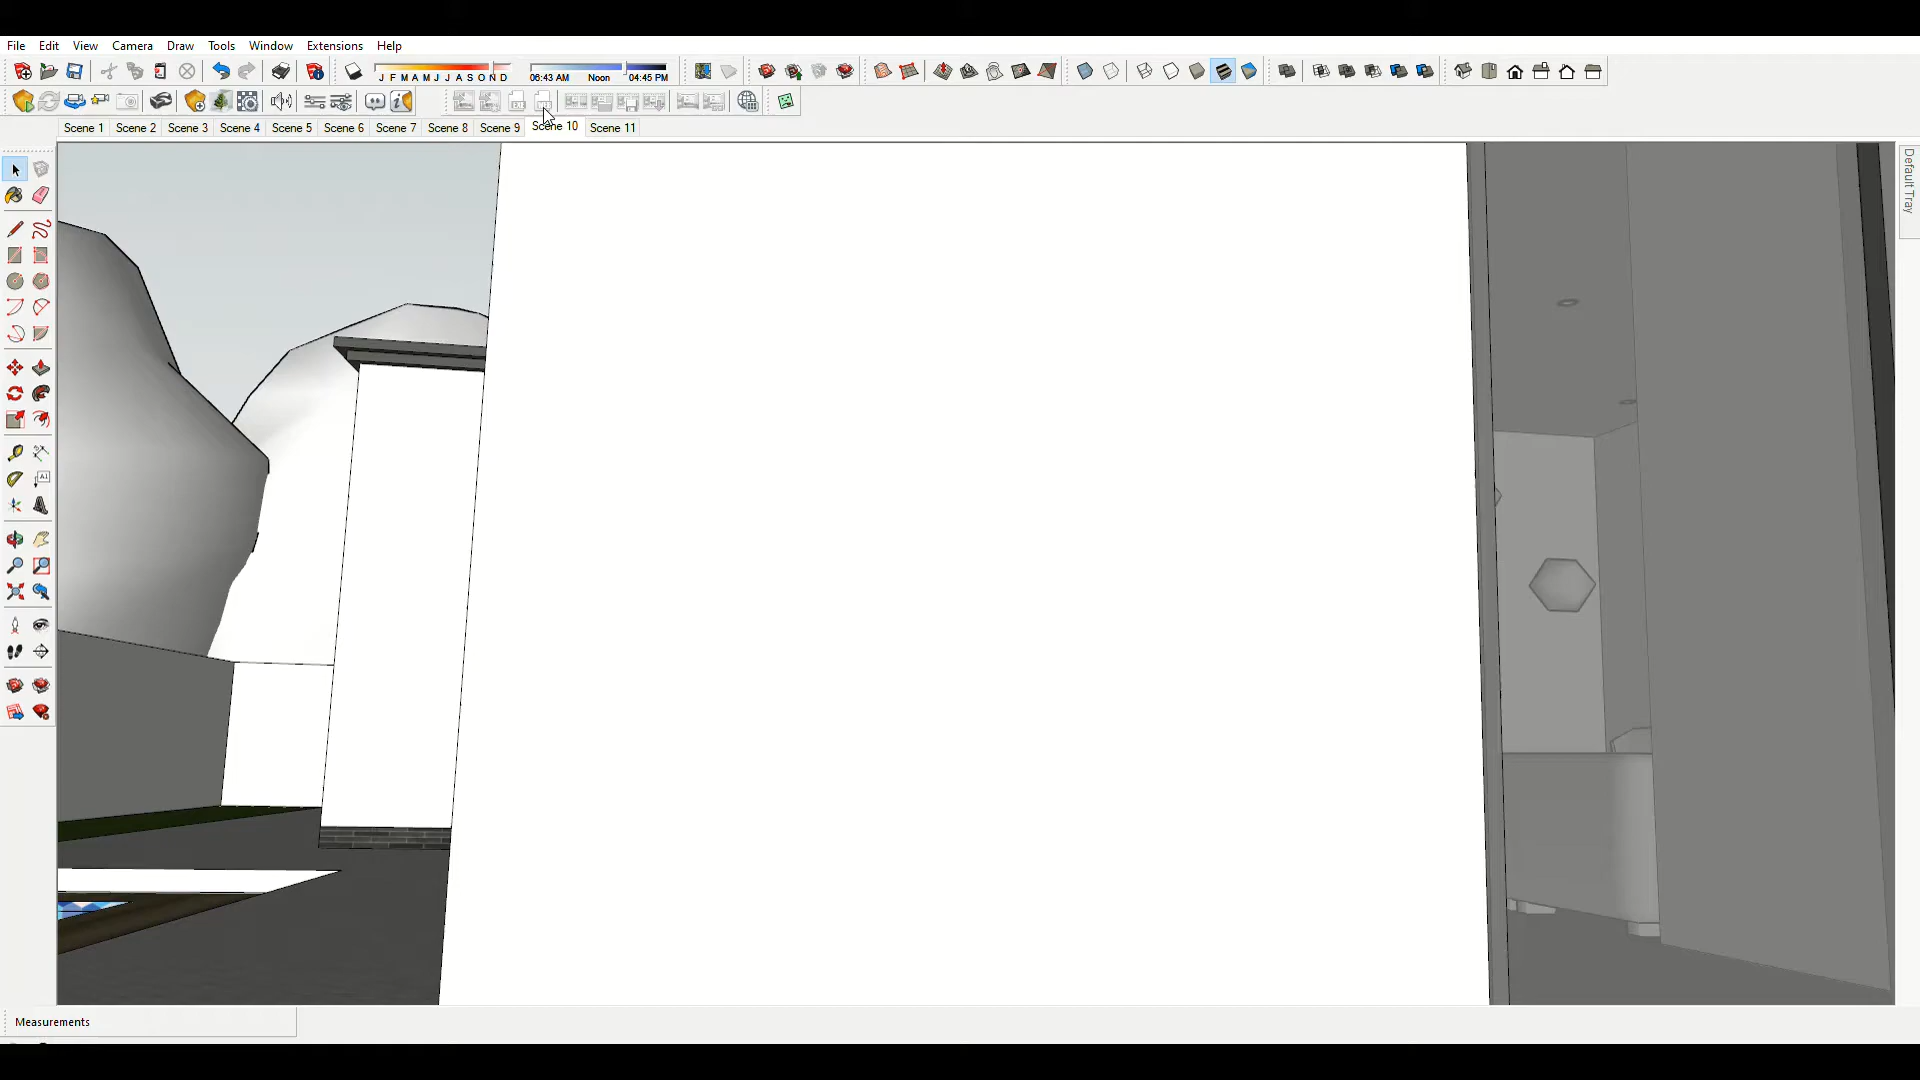 File Edit View Camera Draw Tools Window Extensions Help
J F M A M J J A S O N D 06:43 AM Noon 04:45 PM
Scene 1 Scene 2 Scene 3 Scene 4 Scene 5 Scene 6 Scene 7 Scene 8 Scene 9 Scene 10 Scene 11
Default Tray
Measurements